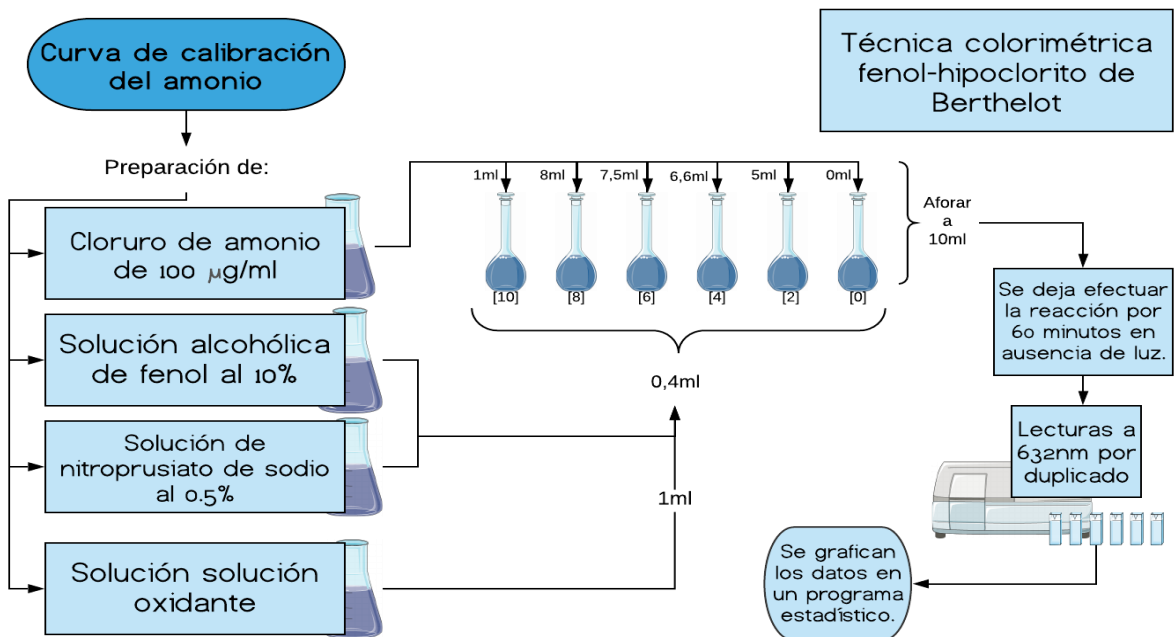 Curva de calibración
del amonio
Técnica colorimétrica
fenol-hipoclorito de
Berthelot
Preparación de:
Cloruro de amonio
de 100 µg/ml
Solución alcohólica
de fenol al 10%
Solución de
nitroprusiato de sodio
al 0.5%
Solución solución
oxidante
1ml 8ml 7,5ml 6,6ml 5ml 0ml
[10] [8] [6] [4] [2] [0]
0,4ml
1ml
Aforar
a
10ml
Se deja efectuar
la reacción por
60 minutos en
ausencia de luz.
Lecturas a
632nm por
duplicado
Se grafican
los datos en
un programa
estadístico.